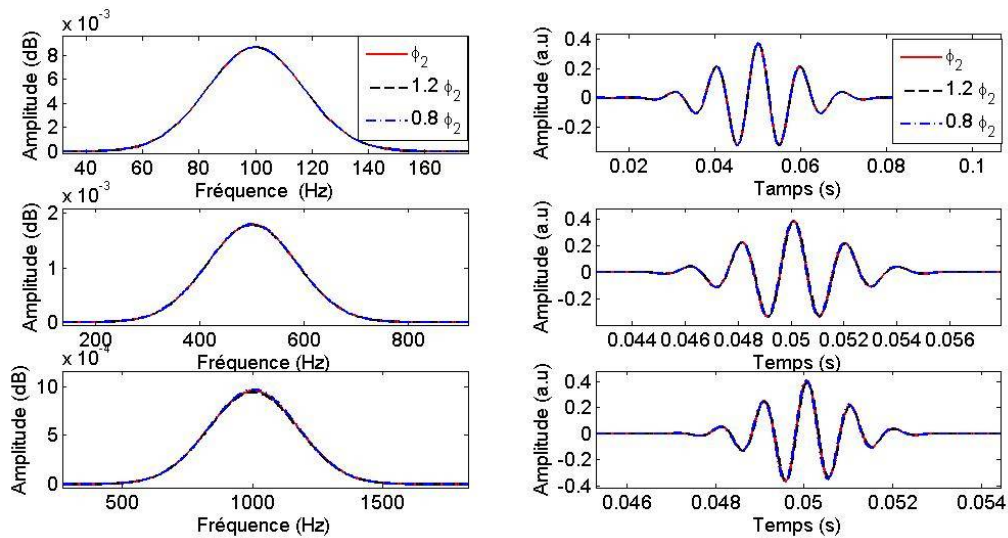 x 10⁻³
Amplitude (dB)
8
6
4
2
0
40 60 80 100 120 140 160
Fréquence (Hz)
ϕ₂
1.2 ϕ₂
0.8 ϕ₂
Amplitude (a.u)
0.4
0.2
0
-0.2
0.02 0.04 0.06 0.08 0.1
Tamps (s)
ϕ₂
1.2 ϕ₂
0.8 ϕ₂
x 10⁻³
Amplitude (dB)
2
1
0
200 400 600 800
Fréquence (Hz)
Amplitude (a.u)
0.4
0.2
0
-0.2
0.044 0.046 0.048 0.05 0.052 0.054 0.056
Temps (s)
x 10⁻⁴
Amplitude (dB)
10
5
0
500 1000 1500
Fréquence (Hz)
Amplitude (a.u)
0.4
0.2
0
-0.2
-0.4
0.046 0.048 0.05 0.052 0.054
Temps (s)